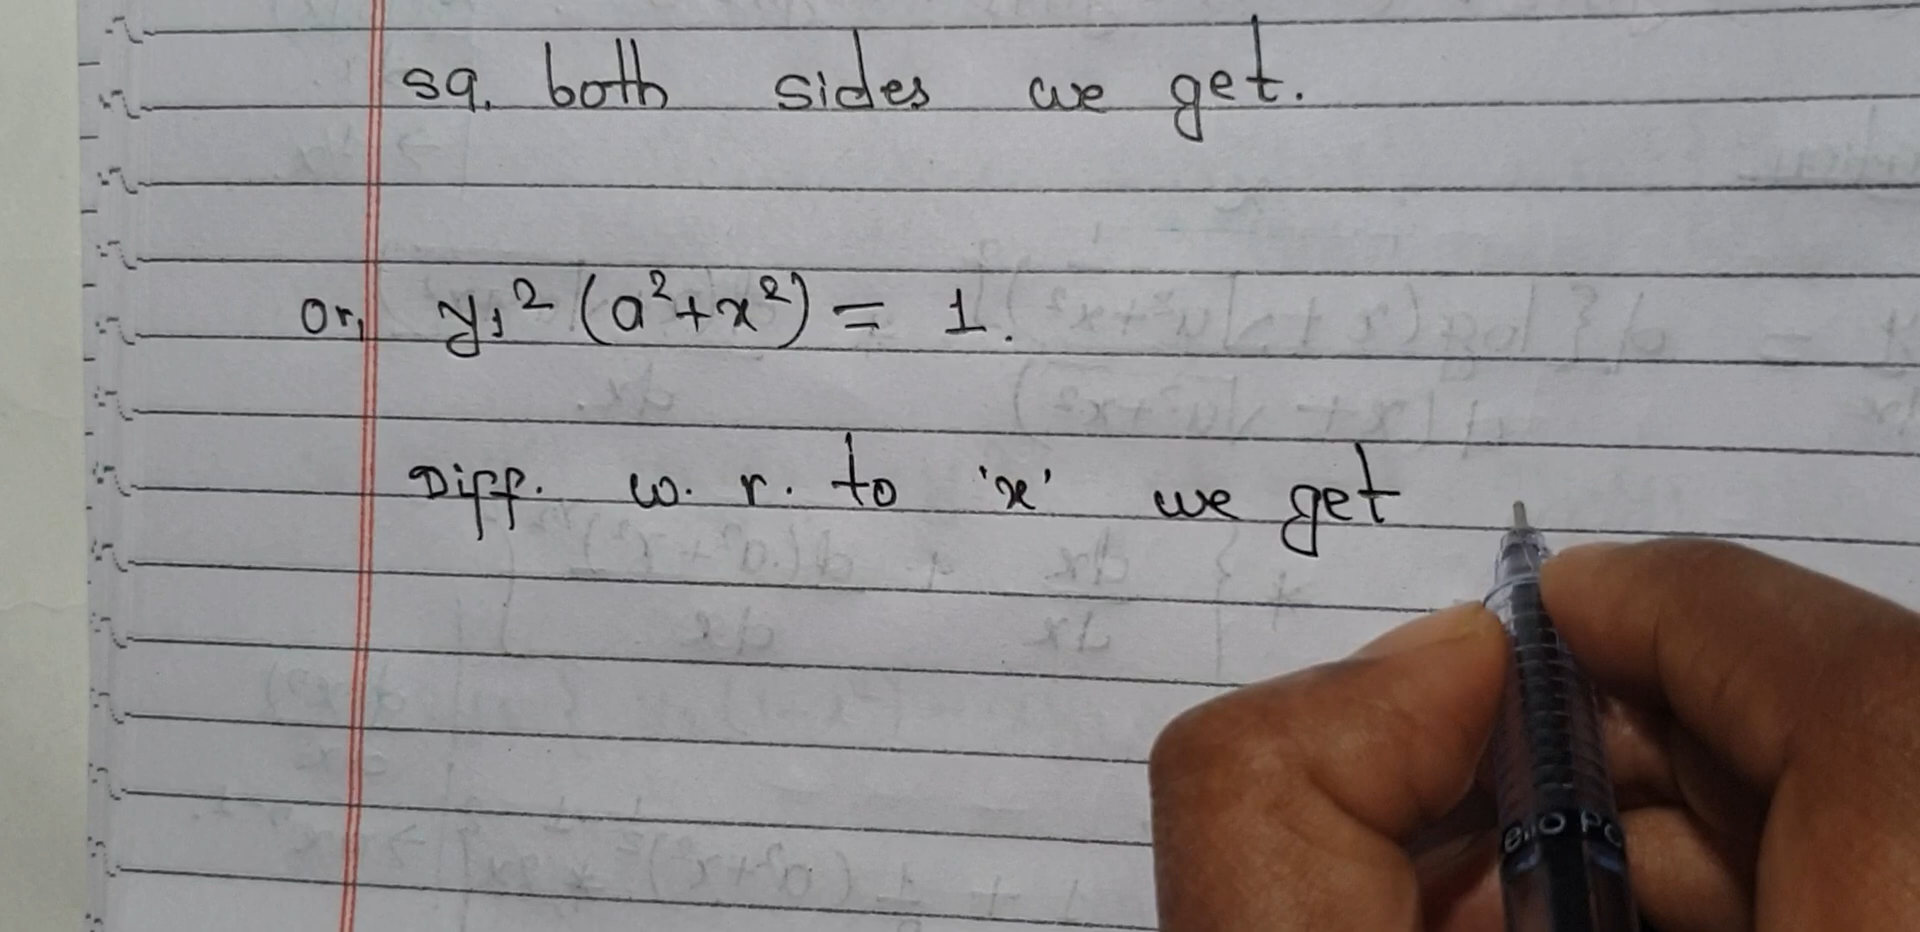 sq. both sides we get.
or, y₁² (a²+x²) = 1.
Diff. w. r. to 'x' we get